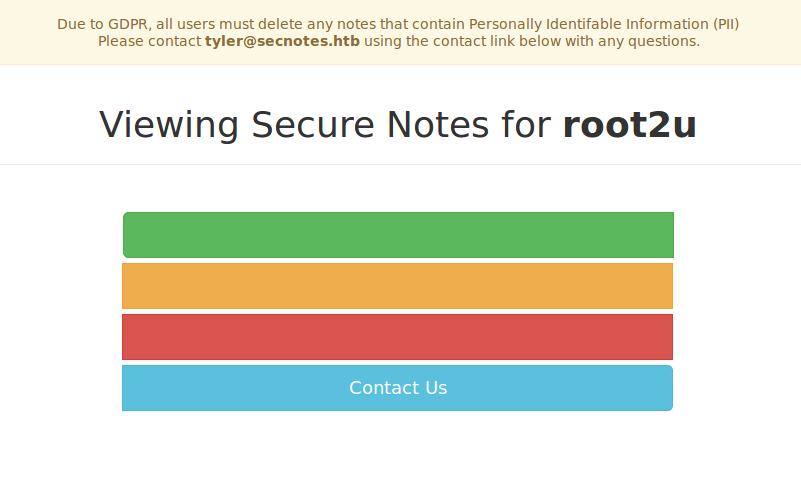 Due to GDPR, all users must delete any notes that contain Personally Identifable Information (PII)
Please contact tyler@secnotes.htb using the contact link below with any questions.
Viewing Secure Notes for root2u
Contact Us